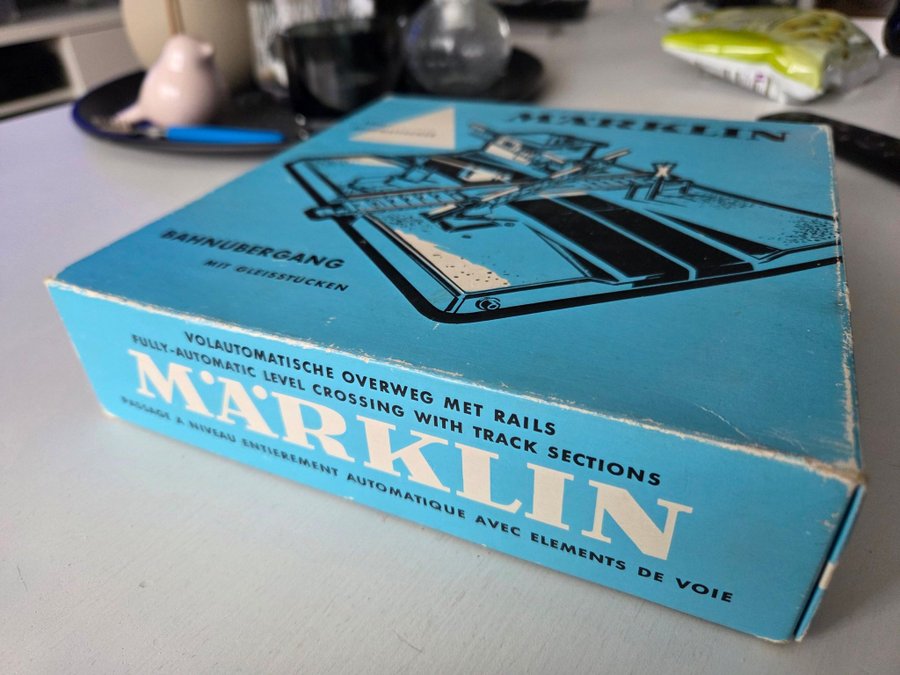 MÄRKLIN
BAHNÜBERGANG
MIT GLEISSTÜCKEN
VOLAUTOMATISCHE OVERWEG MET RAILS
FULLY-AUTOMATIC LEVEL CROSSING WITH TRACK SECTIONS
MÄRKLIN
PASSAGE A NIVEAU ENTIEREMENT AUTOMATIQUE AVEC ELEMENTS DE VOIE